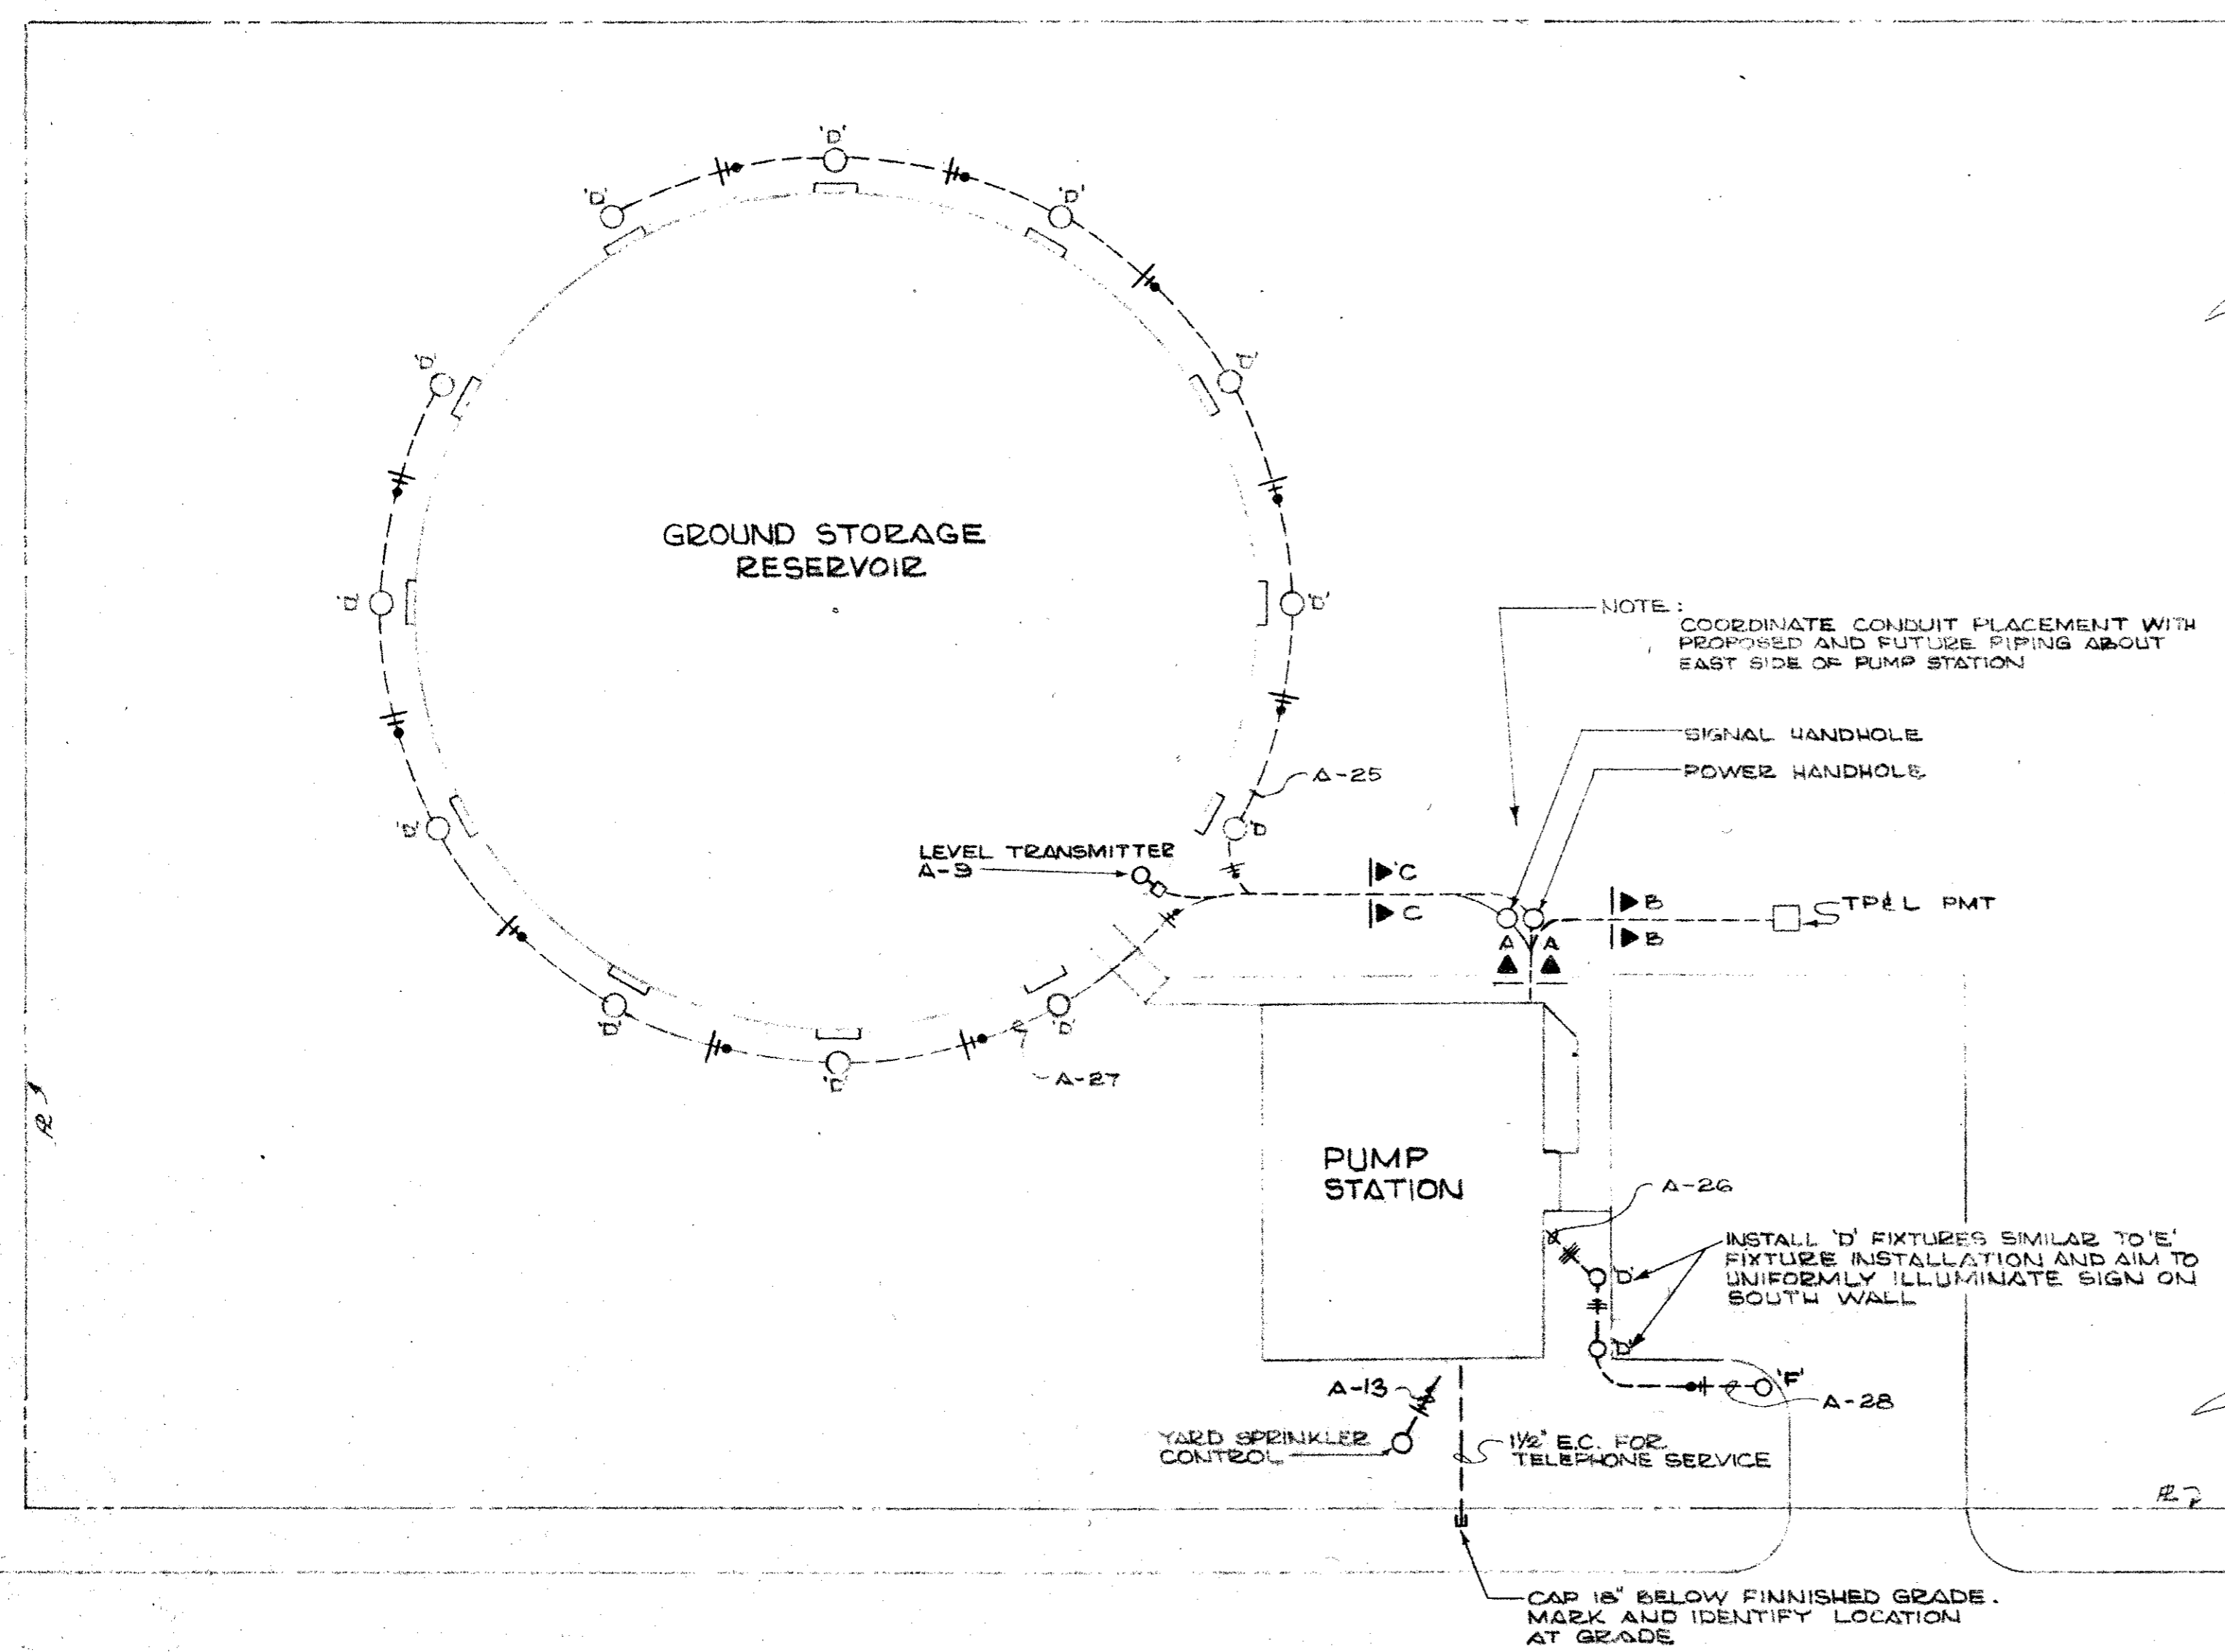 'D'
'D'
'D'
'D'
'D'
GROUND STORAGE
RESERVOIR
'D'
'D'
NOTE:
COORDINATE CONDUIT PLACEMENT WITH
PROPOSED AND FUTURE PIPING ABOUT
EAST SIDE OF PUMP STATION
SIGNAL HANDHOLE
POWER HANDHOLE
A-25
'D'
'D
LEVEL TRANSMITTER
A-9
'C
C
B
B
TP&L PMT
A
A
'D'
'D'
'D'
A-27
PL
PUMP
STATION
A-26
INSTALL 'D' FIXTURES SIMILAR TO 'E'
FIXTURE INSTALLATION AND AIM TO
UNIFORMLY ILLUMINATE SIGN ON
SOUTH WALL
'D'
'D'
'F'
A-28
A-13
YARD SPRINKLER
CONTROL
1½" E.C. FOR
TELEPHONE SERVICE
PL
CAP 18" BELOW FINNISHED GRADE.
MARK AND IDENTIFY LOCATION
AT GRADE